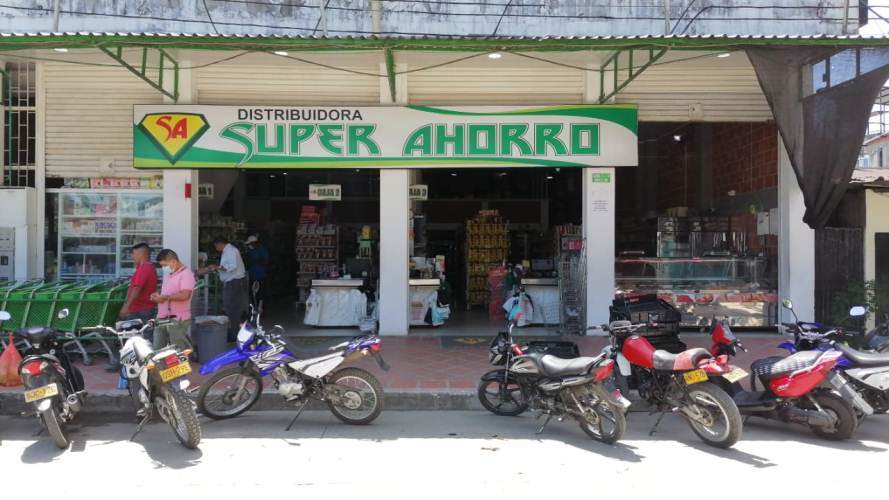 DISTRIBUIDORA
SA SUPER AHORRO
CAJA 2